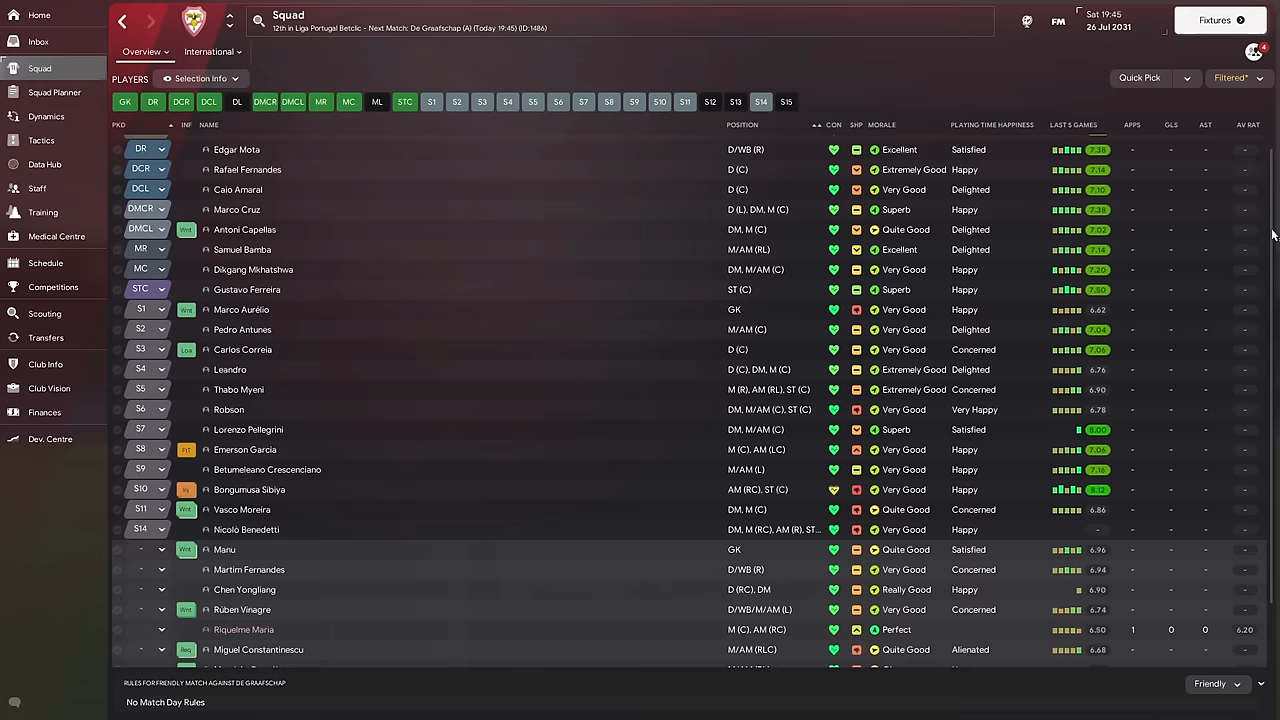 Home
Inbox
Squad
Squad Planner
Dynamics
Tactics
Data Hub
Staff
Training
Medical Centre
Schedule
Competitions
Scouting
Transfers
Club Info
Club Vision
Finances
Dev. Centre
Squad
12th in Liga Portugal Betclic - Next Match: De Graafschap (A) (Today 19:45) (ID:1486)
FM
Sat 19:45
26 Jul 2031
Fixtures
4
Overview International
PLAYERS Selection Info Quick Pick Filtered*
GK DR DCR DCL DL DMCR DMCL MR MC ML STC S1 S2 S3 S4 S5 S6 S7 S8 S9 S10 S11 S12 S13 S14 S15
PKD INF NAME POSITION CON SHP MORALE PLAYING TIME HAPPINESS LAST 5 GAMES APPS GLS AST AV RAT
DR Edgar Mota D/WB (R) Excellent Satisfied 7.38 - - - -
DCR Rafael Fernandes D (C) Extremely Good Happy 7.14 - - - -
DCL Caio Amaral D (C) Very Good Delighted 7.10 - - - -
DMCR Marco Cruz D (L), DM, M (C) Superb Happy 7.38 - - - -
DMCL Wnt Antoni Capellas DM, M (C) Quite Good Delighted 7.02 - - - -
MR Samuel Bamba M/AM (RL) Excellent Delighted 7.14 - - - -
MC Dikgang Mkhatshwa DM, M/AM (C) Very Good Happy 7.20 - - - -
STC Gustavo Ferreira ST (C) Superb Happy 7.50 - - - -
S1 Wnt Marco Aurélio GK Very Good Happy 6.62 - - - -
S2 Pedro Antunes M/AM (C) Very Good Delighted 7.04 - - - -
S3 Loa Carlos Correia D (C) Very Good Concerned 7.06 - - - -
S4 Leandro D (C), DM, M (C) Extremely Good Delighted 6.76 - - - -
S5 Thabo Myeni M (R), AM (RL), ST (C) Extremely Good Concerned 6.90 - - - -
S6 Robson DM, M/AM (C), ST (C) Very Good Very Happy 6.78 - - - -
S7 Lorenzo Pellegrini DM, M/AM (C) Superb Satisfied 8.00 - - - -
S8 FIT Emerson Garcia M (C), AM (LC) Very Good Happy 7.06 - - - -
S9 Betumeleano Crescenciano M/AM (L) Very Good Happy 7.16 - - - -
S10 Inj Bongumusa Sibiya AM (RC), ST (C) Very Good Happy 8.12 - - - -
S11 Wnt Vasco Moreira DM, M (C) Quite Good Concerned 6.86 - - - -
S14 Nicolò Benedetti DM, M (RC), AM (R), ST... Very Good Happy - - - - -
- Wnt Manu GK Quite Good Satisfied 6.96 - - - -
- Martim Fernandes D/WB (R) Very Good Concerned 6.94 - - - -
- Chen Yongliang D (RC), DM Really Good Happy 6.90 - - - -
- Wnt Rúben Vinagre D/WB/M/AM (L) Very Good Concerned 6.74 - - - -
Riquelme Maria M (C), AM (RC) Perfect 6.50 1 0 0 6.20
- Req Miguel Constantinescu M/AM (RLC) Quite Good Alienated 6.68 - - - -
RULES FOR FRIENDLY MATCH AGAINST DE GRAAFSCHAP
Friendly
No Match Day Rules